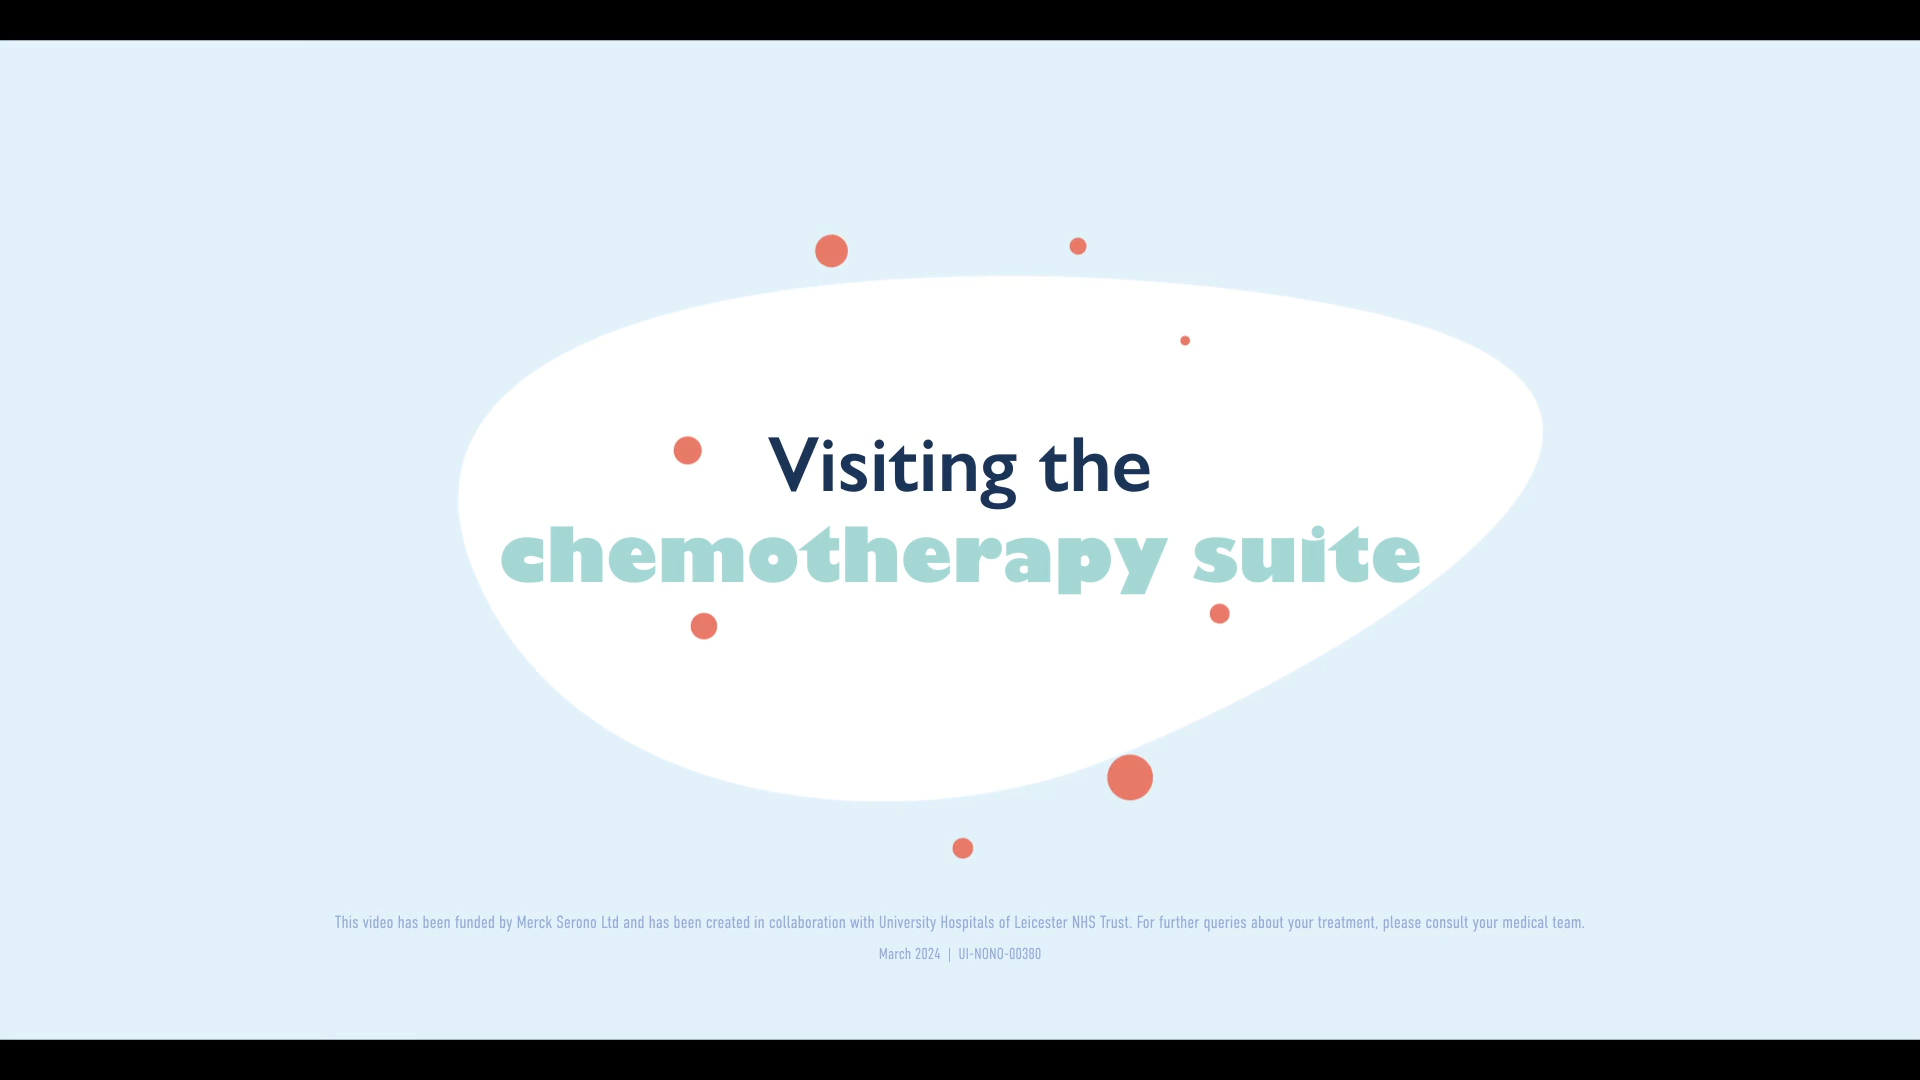 Visiting the
chemotherapy suite
This video has been funded by Merck Serono Ltd and has been created in collaboration with University Hospitals of Leicester NHS Trust. For further queries about your treatment, please consult your medical team.
March 2024 | UI-NONO-00380